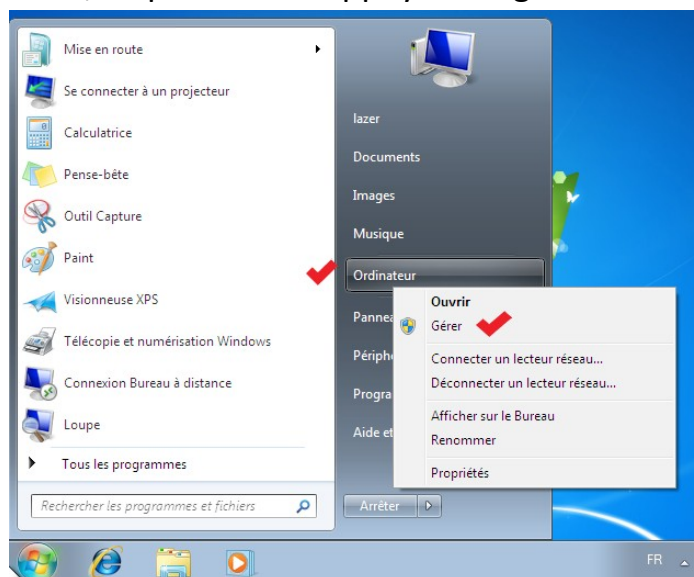 Mise en route
Se connecter à un projecteur
Calculatrice
Pense-bête
Outil Capture
Paint
Visionneuse XPS
Télécopie et numérisation Windows
Connexion Bureau à distance
Loupe
Tous les programmes
Rechercher les programmes et fichiers
lazer
Documents
Images
Musique
Ordinateur
Ouvrir
Gérer
Connecter un lecteur réseau...
Déconnecter un lecteur réseau...
Afficher sur le Bureau
Renommer
Propriétés
Aide et
Arrêter
FR